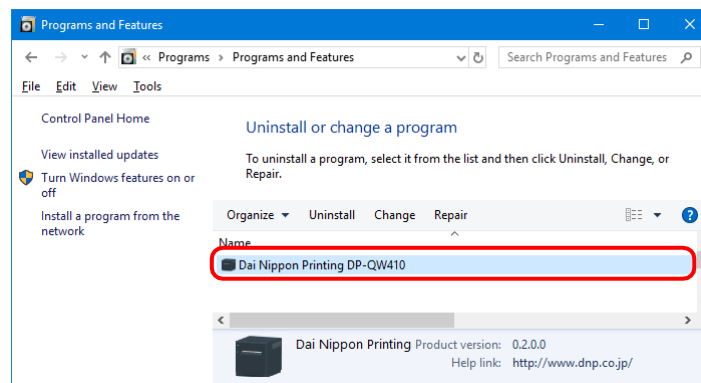 Programs and Features
« Programs › Programs and Features
Search Programs and Features
File Edit View Tools
Control Panel Home
View installed updates
Turn Windows features on or
off
Install a program from the
network
Uninstall or change a program
To uninstall a program, select it from the list and then click Uninstall, Change, or
Repair.
Organize Uninstall Change Repair
Name
Dai Nippon Printing DP-QW410
Dai Nippon Printing Product version: 0.2.0.0
Help link: http://www.dnp.co.jp/